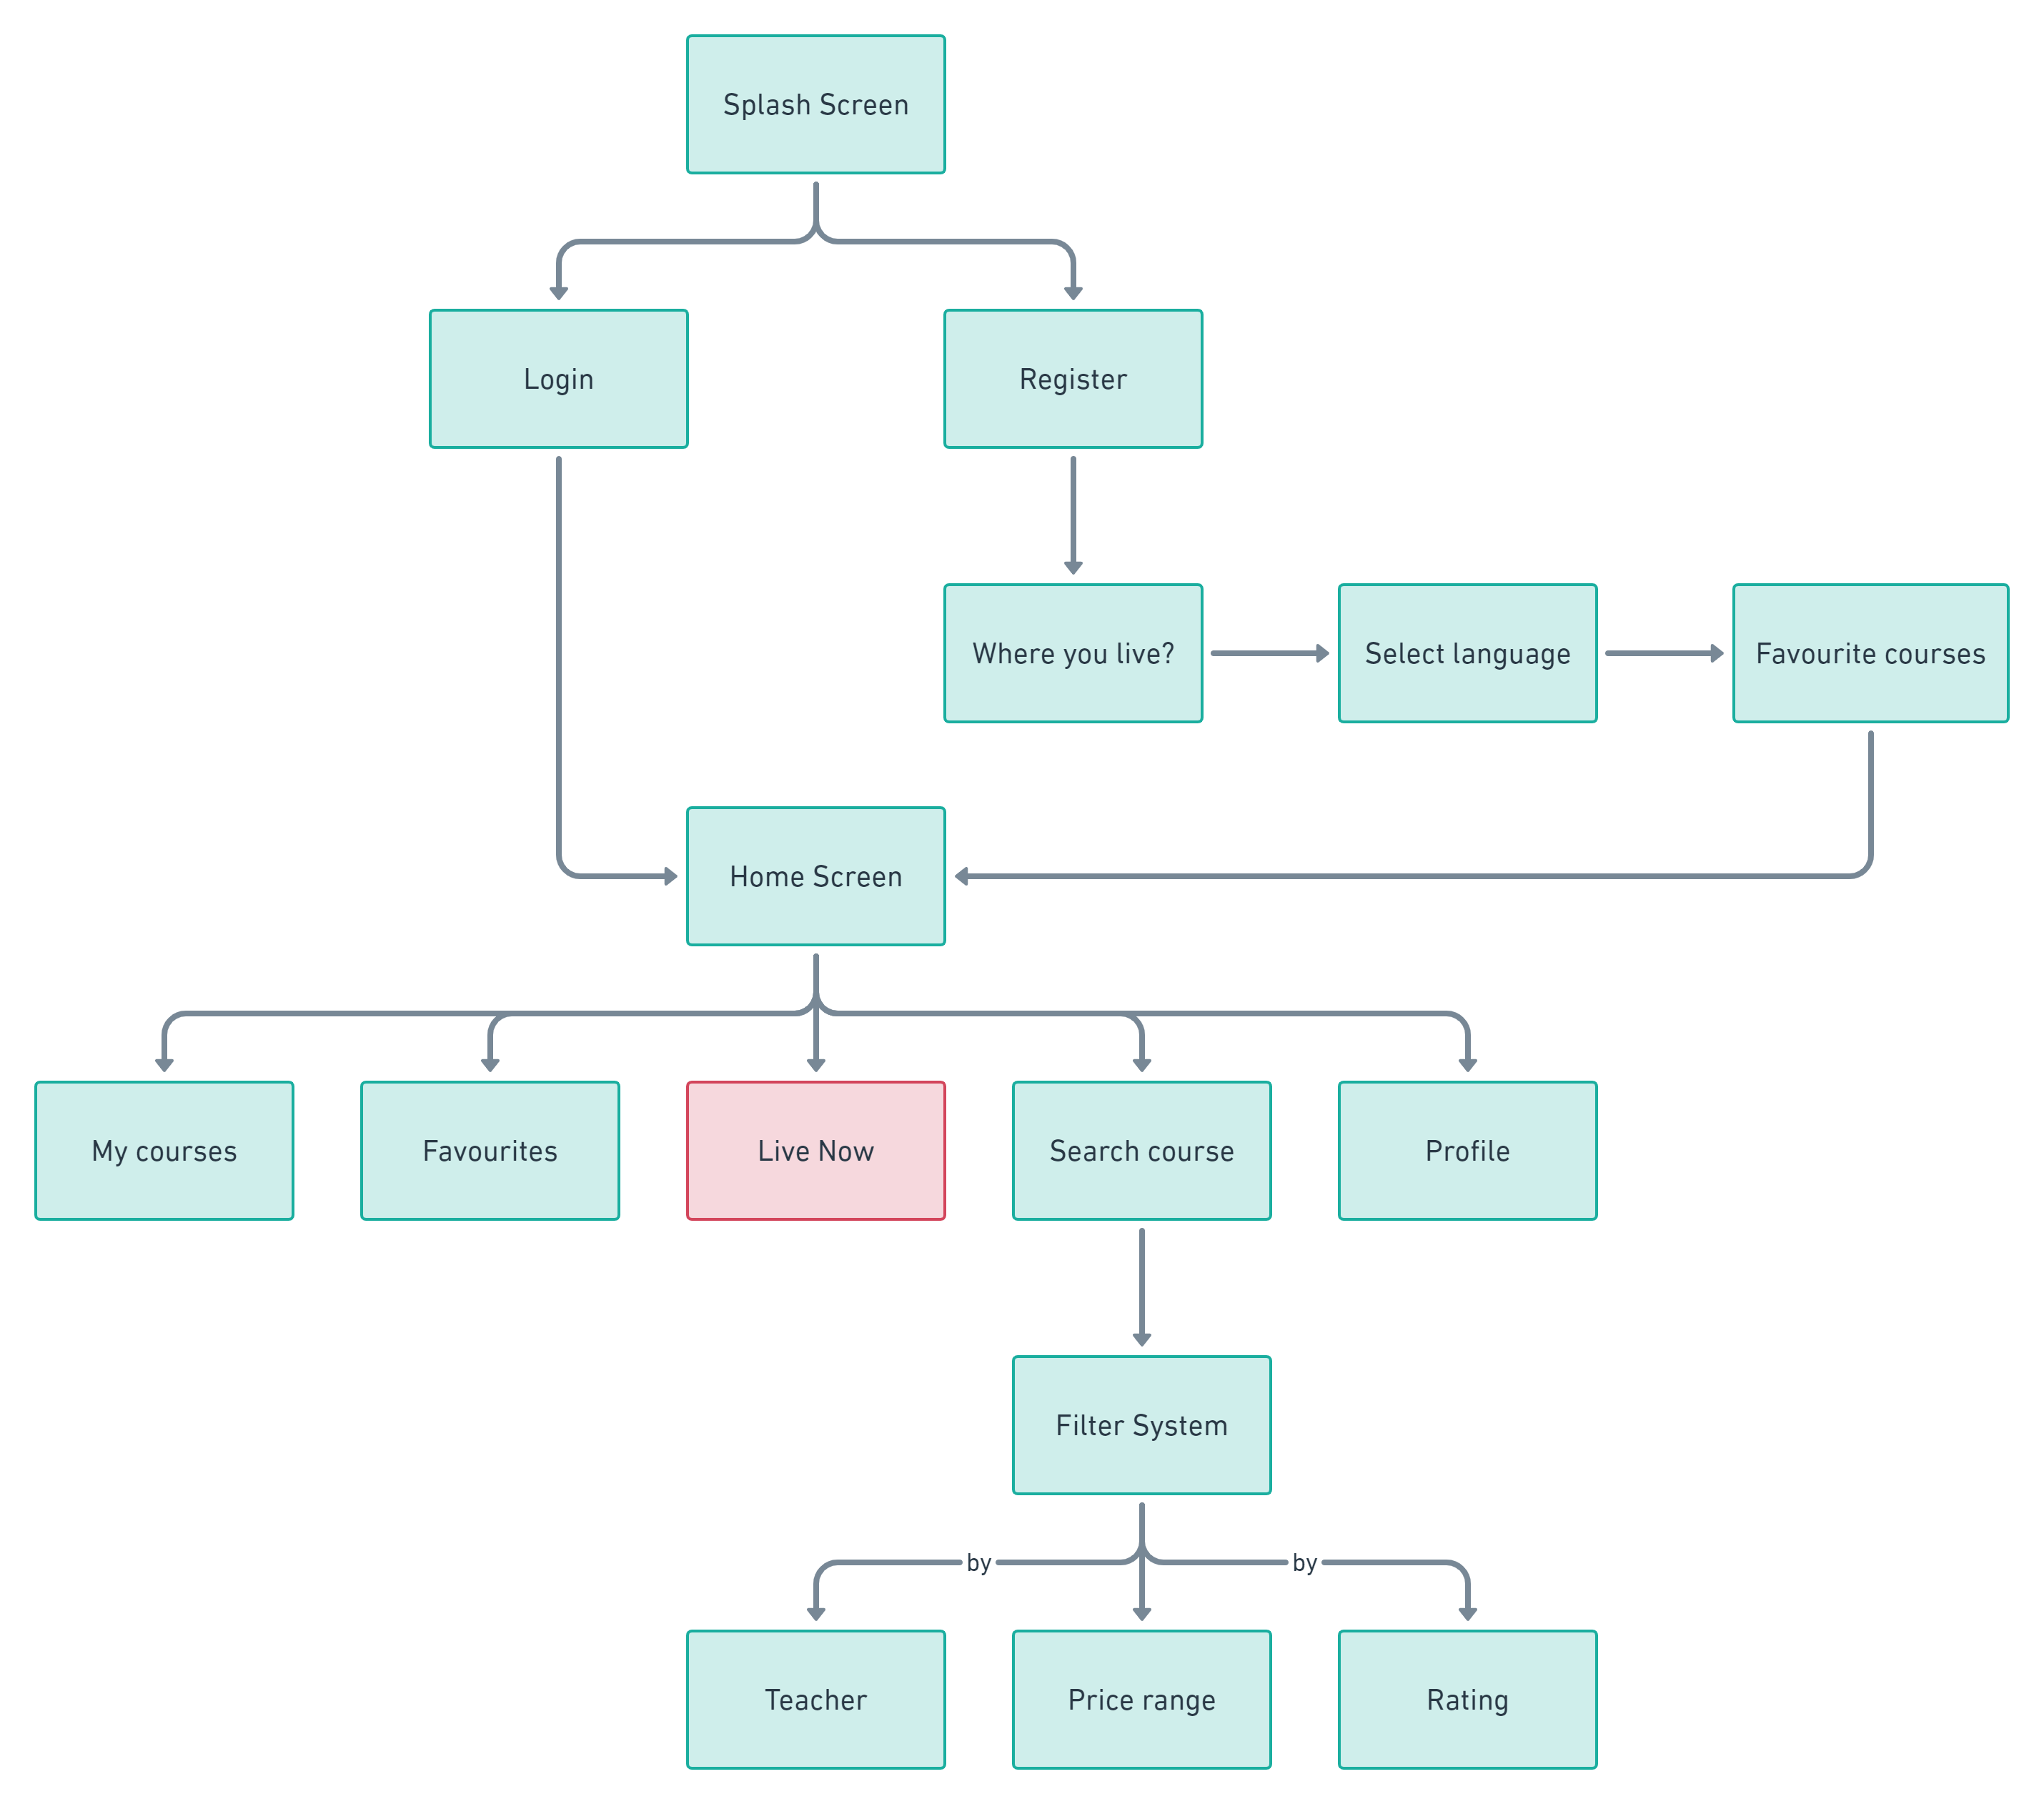 Splash Screen
Login
Register
Where you live?
Select language
Favourite courses
Home Screen
My courses
Favourites
Live Now
Search course
Profile
Filter System
by
by
Teacher
Price range
Rating